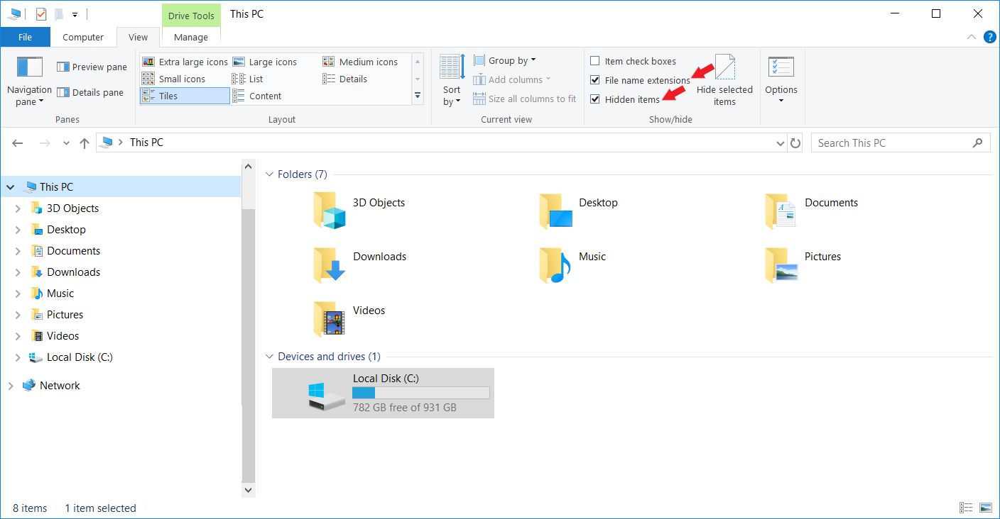 Drive Tools
This PC
File
Computer
View
Manage
?
Navigation
pane
Preview pane
Details pane
Panes
Extra large icons
Large icons
Medium icons
Small icons
List
Details
Tiles
Content
Layout
Sort
by
Group by
Add columns
Size all columns to fit
Current view
Item check boxes
File name extensions
Hidden items
Hide selected
items
Show/hide
Options
This PC
Search This PC
This PC
3D Objects
Desktop
Documents
Downloads
Music
Pictures
Videos
Local Disk (C:)
Network
Folders (7)
3D Objects
Desktop
Documents
Downloads
Music
Pictures
Videos
Devices and drives (1)
Local Disk (C:)
782 GB free of 931 GB
8 items
1 item selected